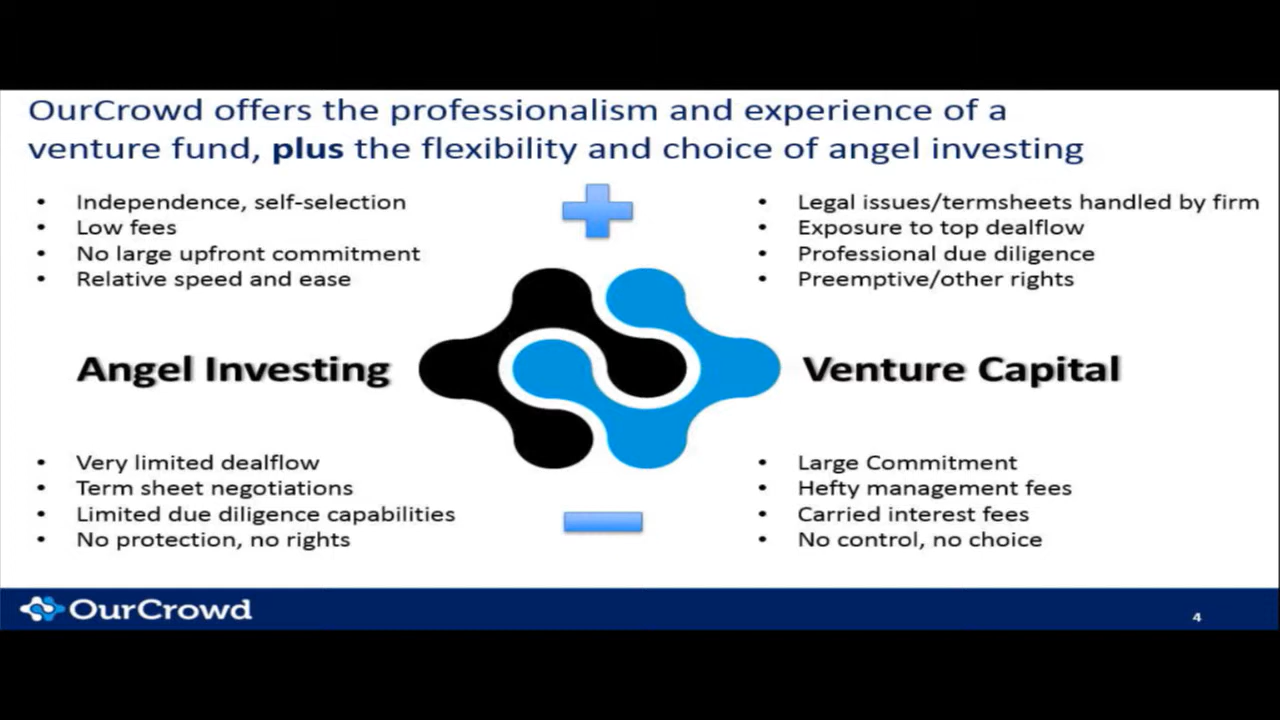 OurCrowd offers the professionalism and experience of a
venture fund, plus the flexibility and choice of angel investing
• Independence, self-selection
• Low fees
• No large upfront commitment
• Relative speed and ease
• Legal issues/termsheets handled by firm
• Exposure to top dealflow
• Professional due diligence
• Preemptive/other rights
Angel Investing
Venture Capital
• Very limited dealflow
• Term sheet negotiations
• Limited due diligence capabilities
• No protection, no rights
• Large Commitment
• Hefty management fees
• Carried interest fees
• No control, no choice
OurCrowd
4